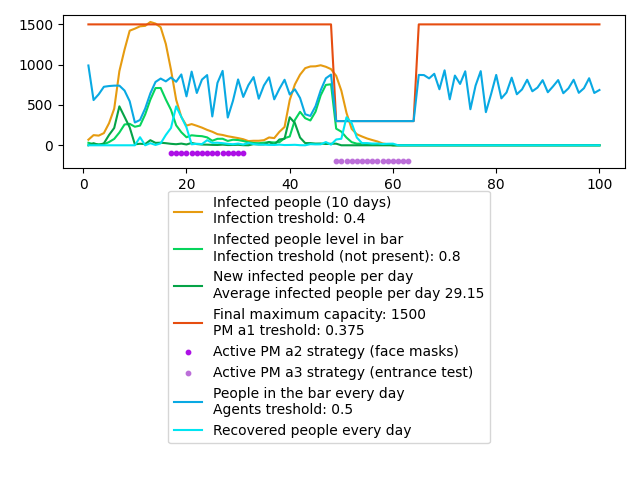 1500
1000
500
0
0
20
40
60
80
100
Infected people (10 days)
Infection treshold: 0.4
Infected people level in bar
Infection treshold (not present): 0.8
New infected people per day
Average infected people per day 29.15
Final maximum capacity: 1500
PM a1 treshold: 0.375
Active PM a2 strategy (face masks)
Active PM a3 strategy (entrance test)
People in the bar every day
Agents treshold: 0.5
Recovered people every day